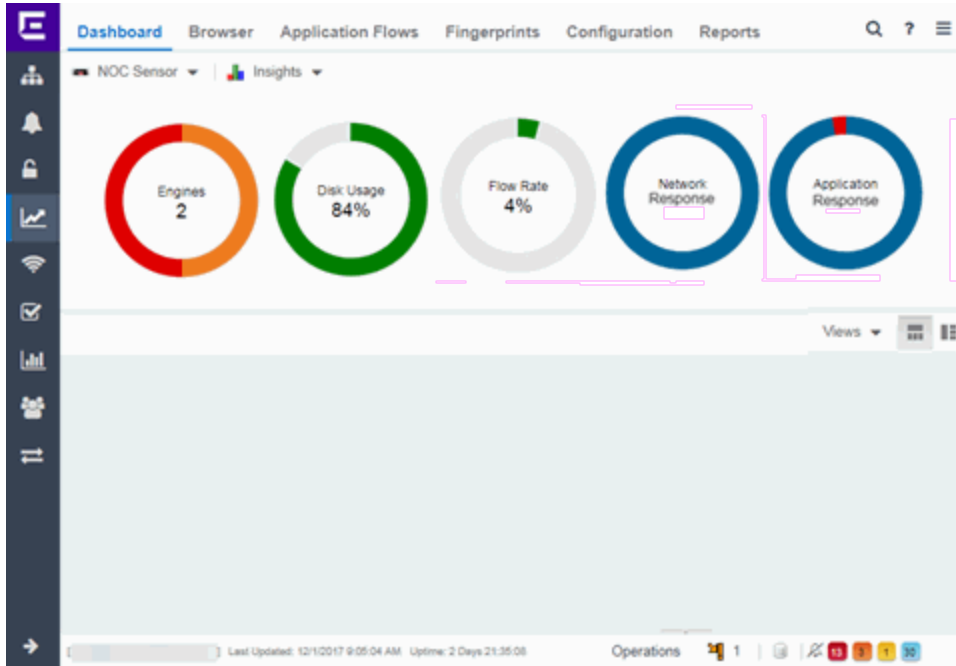 Dashboard Browser Application Flows Fingerprints Configuration Reports ?
NOC Sensor Insights
Engines
2
Disk Usage
84%
Flow Rate
4%
Network
Response
Application
Response
Views
[ ] Last Updated: 12/1/2017 9:05:04 AM Uptime: 2 Days 21:35:08 Operations 1 13 3 1 30